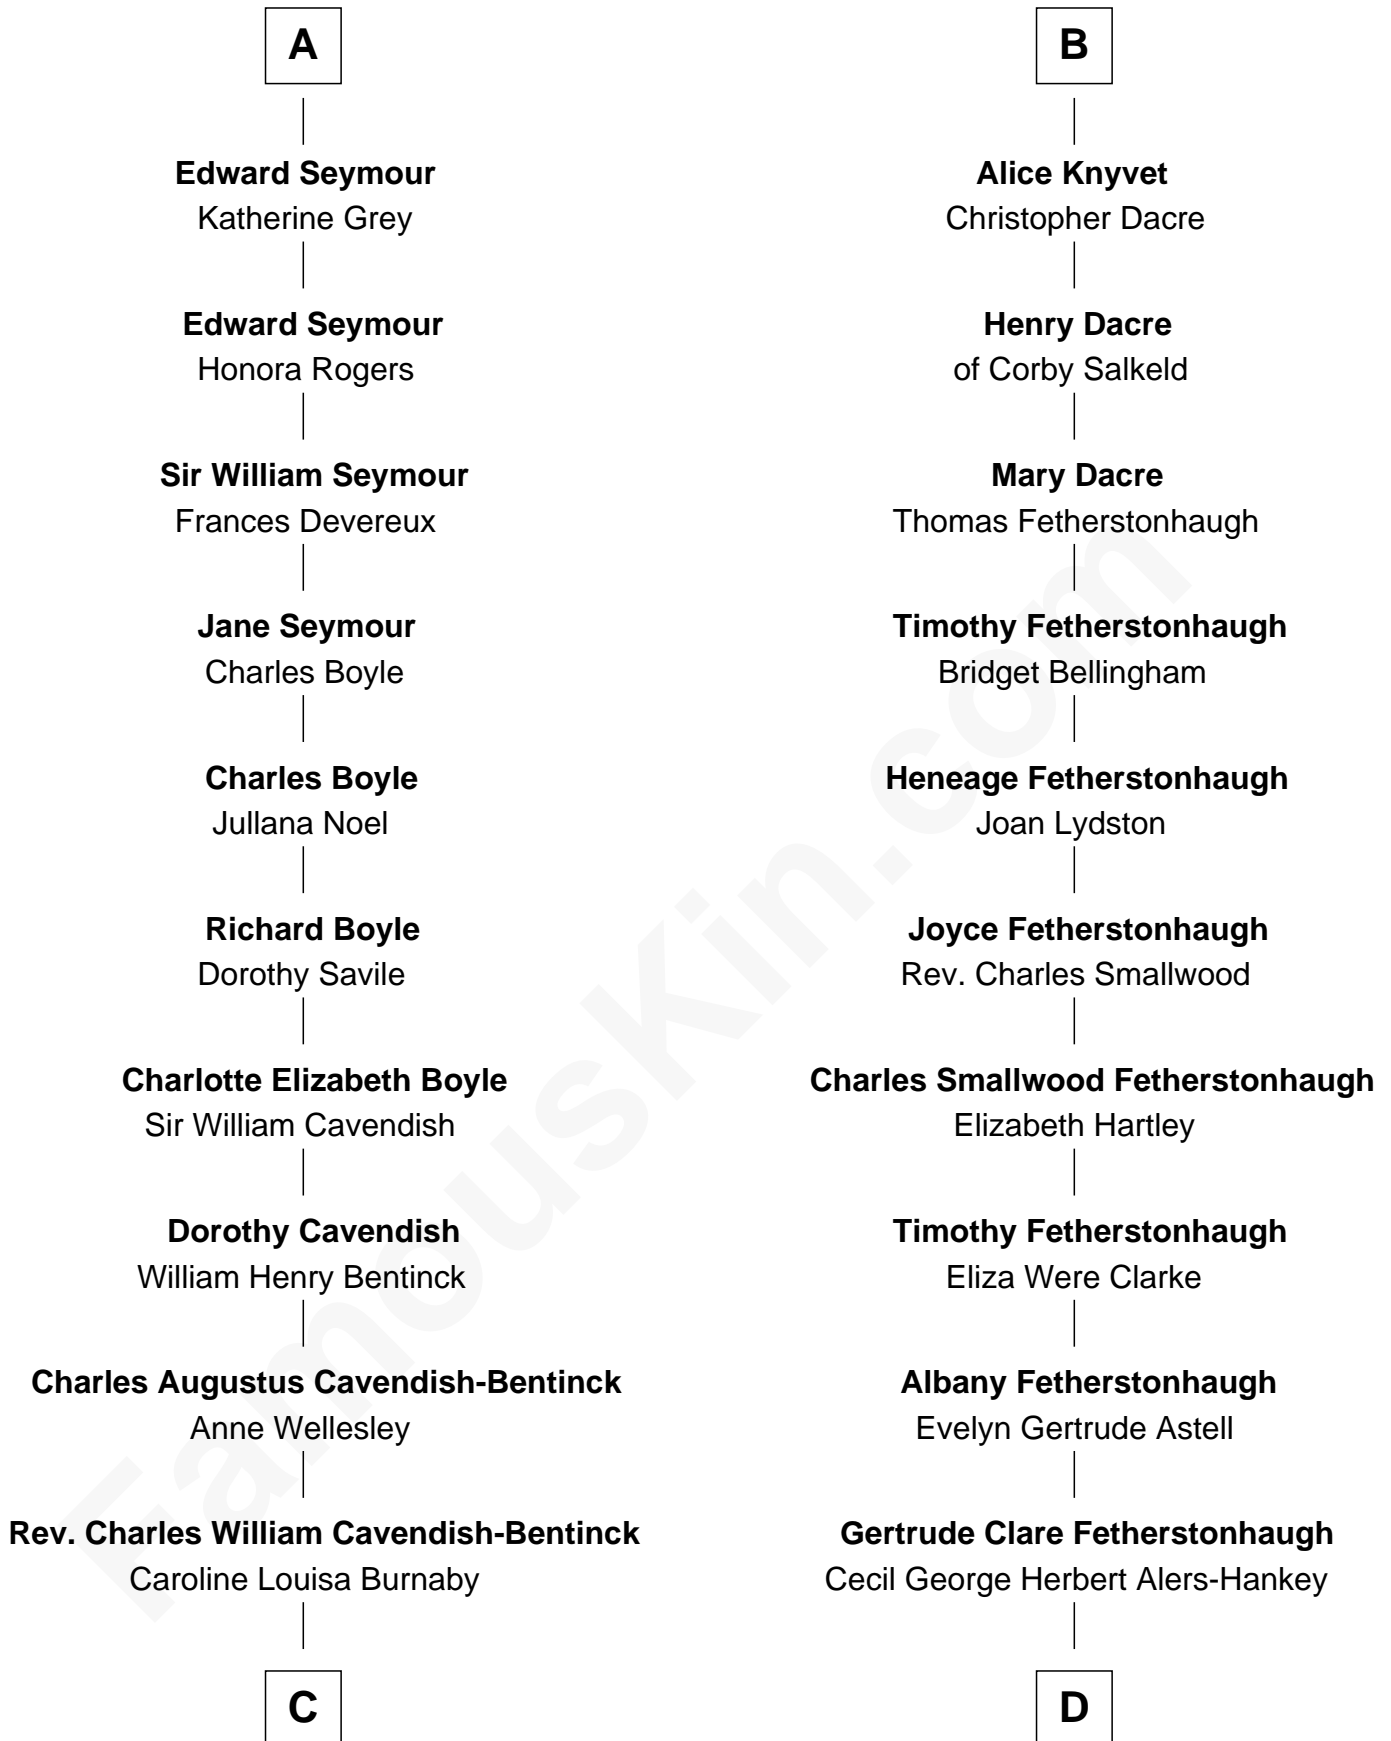 A
Edward Seymour
Katherine Grey
Edward Seymour
Honora Rogers
Sir William Seymour
Frances Devereux
Jane Seymour
Charles Boyle
Charles Boyle
Jullana Noel
Richard Boyle
Dorothy Savile
Charlotte Elizabeth Boyle
Sir William Cavendish
Dorothy Cavendish
William Henry Bentinck
Charles Augustus Cavendish-Bentinck
Anne Wellesley
Rev. Charles William Cavendish-Bentinck
Caroline Louisa Burnaby
C
B
Alice Knyvet
Christopher Dacre
Henry Dacre
of Corby Salkeld
Mary Dacre
Thomas Fetherstonhaugh
Timothy Fetherstonhaugh
Bridget Bellingham
Heneage Fetherstonhaugh
Joan Lydston
Joyce Fetherstonhaugh
Rev. Charles Smallwood
Charles Smallwood Fetherstonhaugh
Elizabeth Hartley
Timothy Fetherstonhaugh
Eliza Were Clarke
Albany Fetherstonhaugh
Evelyn Gertrude Astell
Gertrude Clare Fetherstonhaugh
Cecil George Herbert Alers-Hankey
D
FamousKin.com